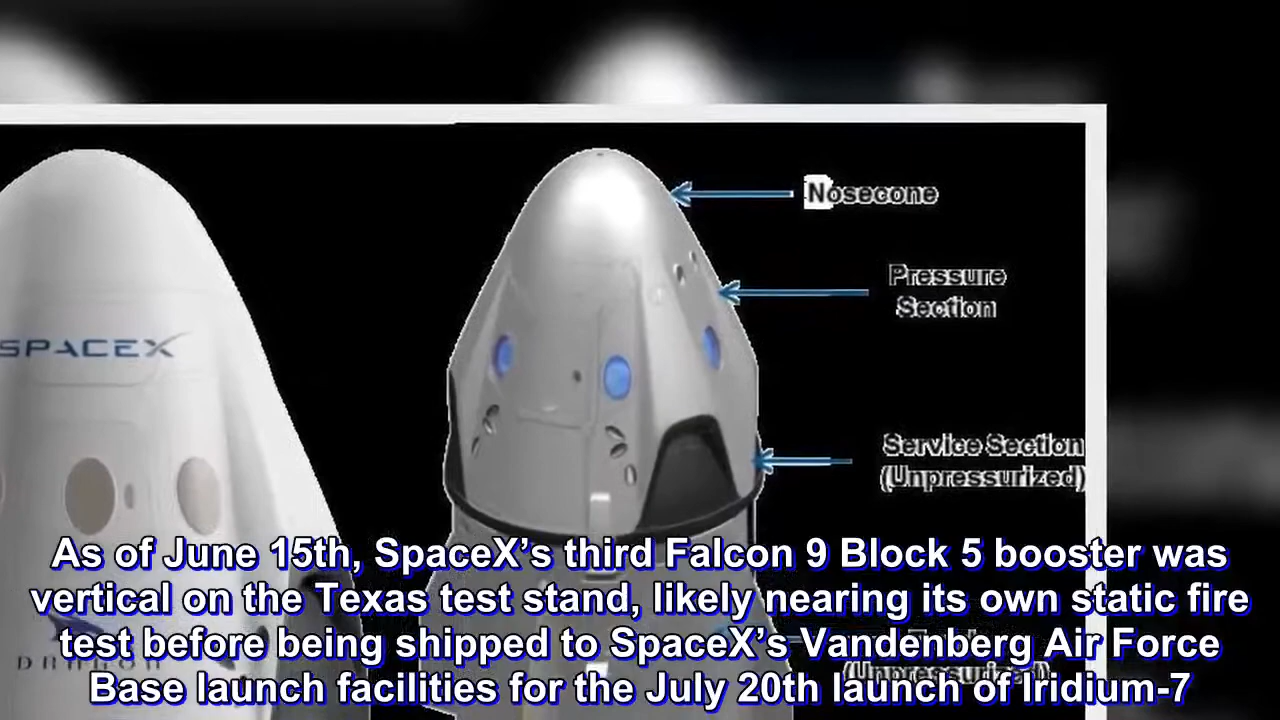 Nosecone
Pressure
Section
SPACEX
Service Section
(Unpressurized)
As of June 15th, SpaceX’s third Falcon 9 Block 5 booster was
vertical on the Texas test stand, likely nearing its own static fire
test before being shipped to SpaceX’s Vandenberg Air Force
DRAGON
(Unpressurized)
Base launch facilities for the July 20th launch of Iridium-7